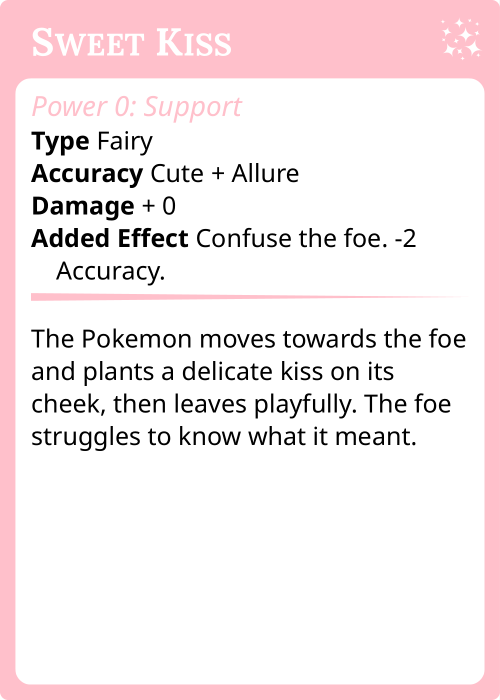 Sweet Kiss
Power 0: Support
Type Fairy
Accuracy Cute + Allure
Damage + 0
Added Effect Confuse the foe. -2
Accuracy.
The Pokemon moves towards the foe
and plants a delicate kiss on its
cheek, then leaves playfully. The foe
struggles to know what it meant.